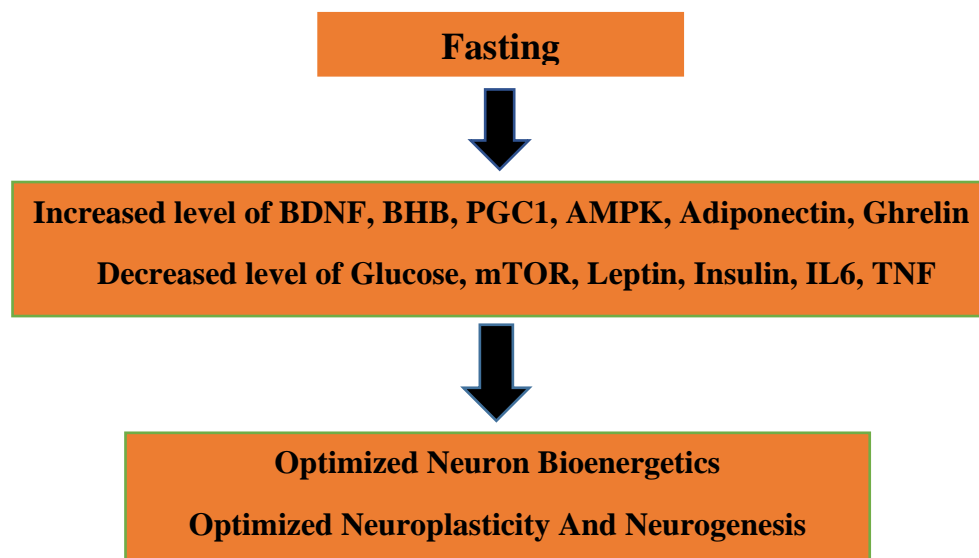 Fasting
Increased level of BDNF, BHB, PGC1, AMPK, Adiponectin, Ghrelin
Decreased level of Glucose, mTOR, Leptin, Insulin, IL6, TNF
Optimized Neuron Bioenergetics
Optimized Neuroplasticity And Neurogenesis